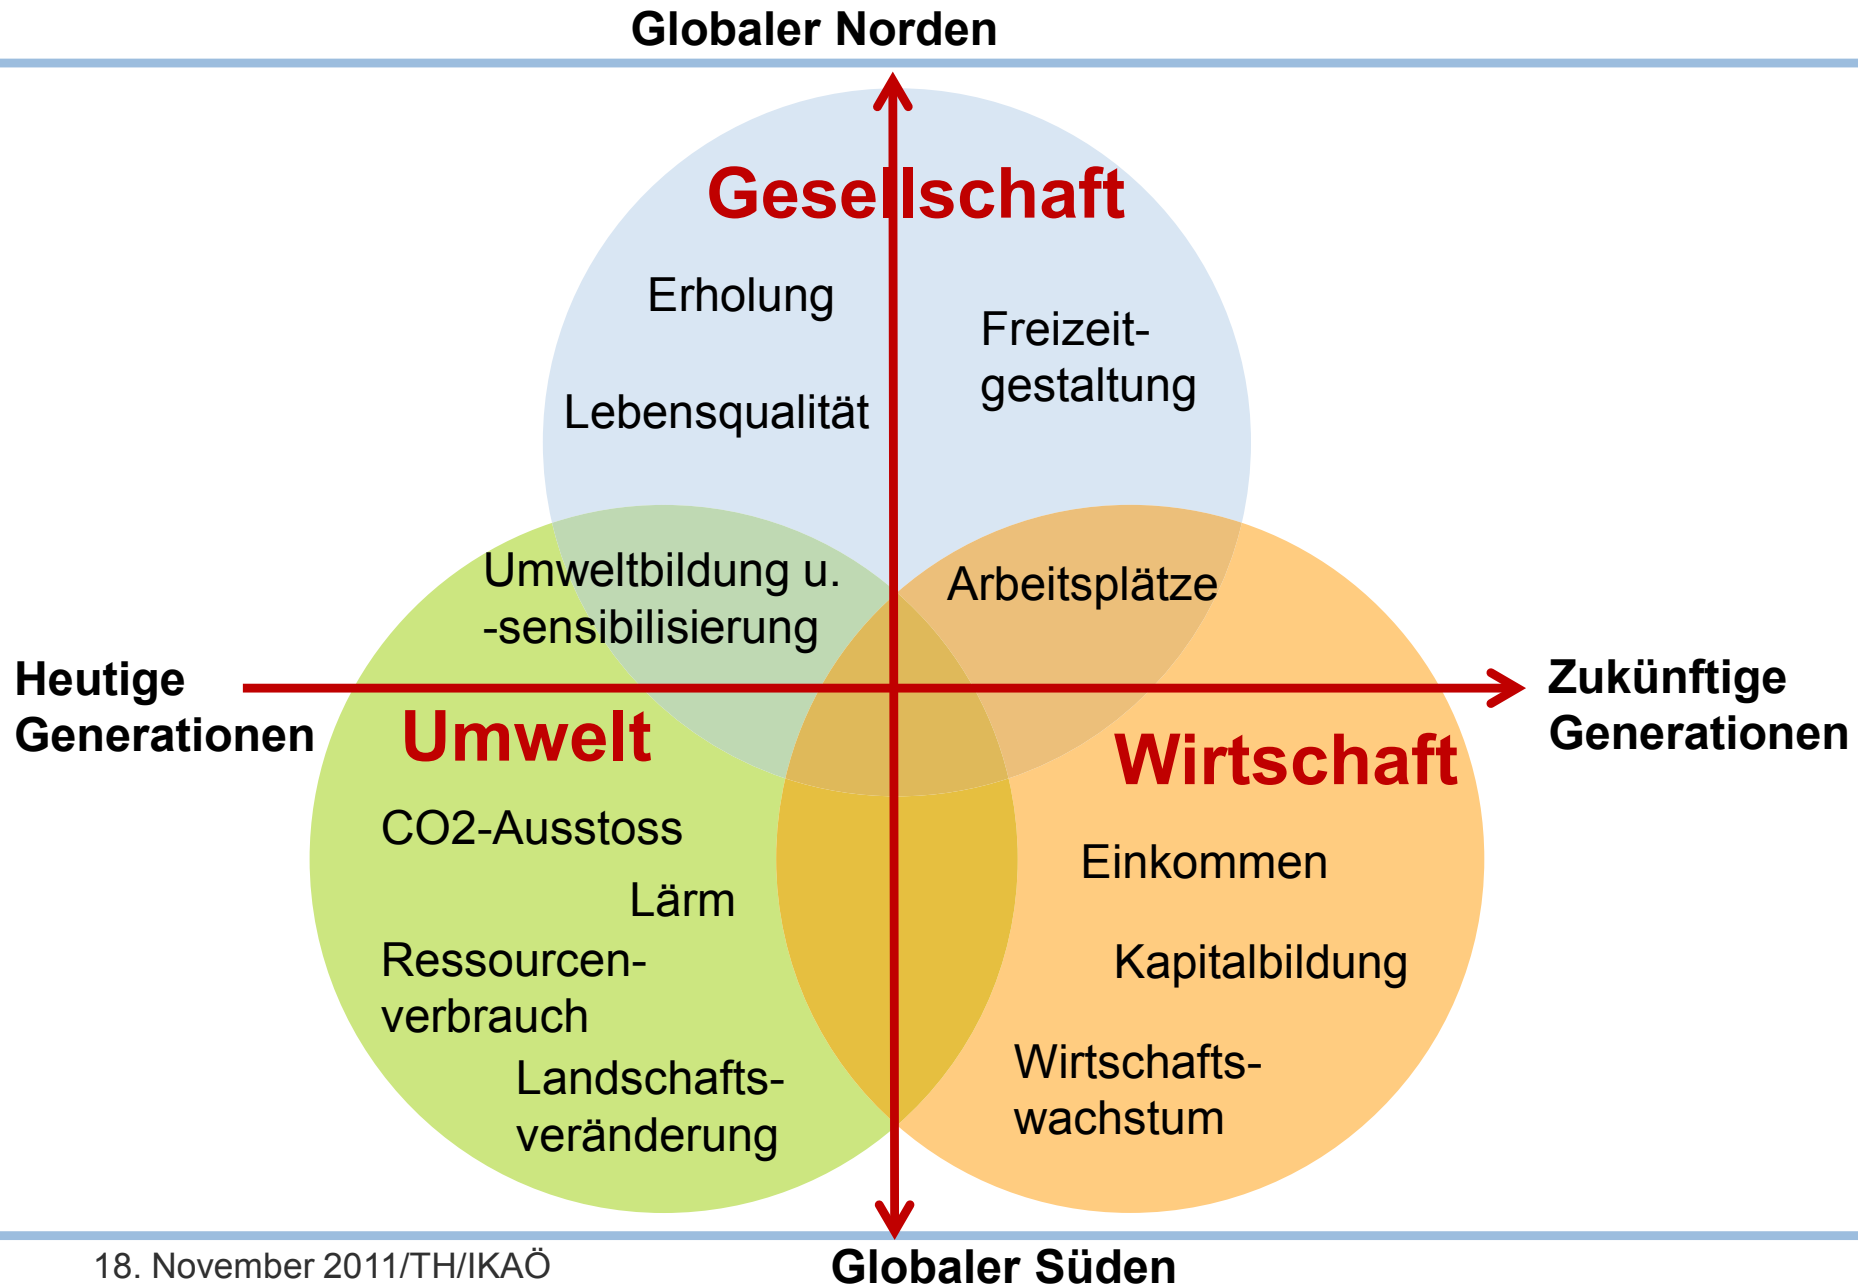 Globaler Norden
Gesellschaft
Erholung
Freizeit-
gestaltung
Lebensqualität
Umweltbildung u.
-sensibilisierung
Arbeitsplätze
Heutige
Generationen
Zukünftige
Generationen
Umwelt
Wirtschaft
CO2-Ausstoss
Lärm
Ressourcen-
verbrauch
Landschafts-
veränderung
Einkommen
Kapitalbildung
Wirtschafts-
wachstum
18. November 2011/TH/IKAÖ
Globaler Süden